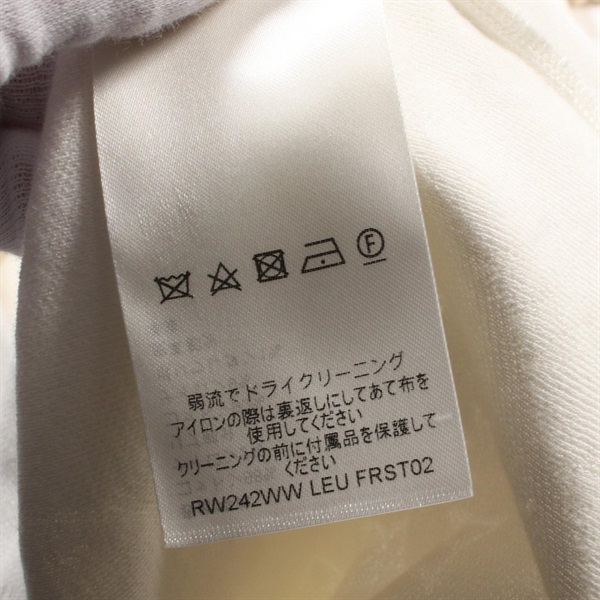 F
弱流でドライクリーニング
アイロンの際は裏返しにしてあて布を
使用してください
クリーニングの前に付属品を保護して
ください
RW242WW LEU FRST02